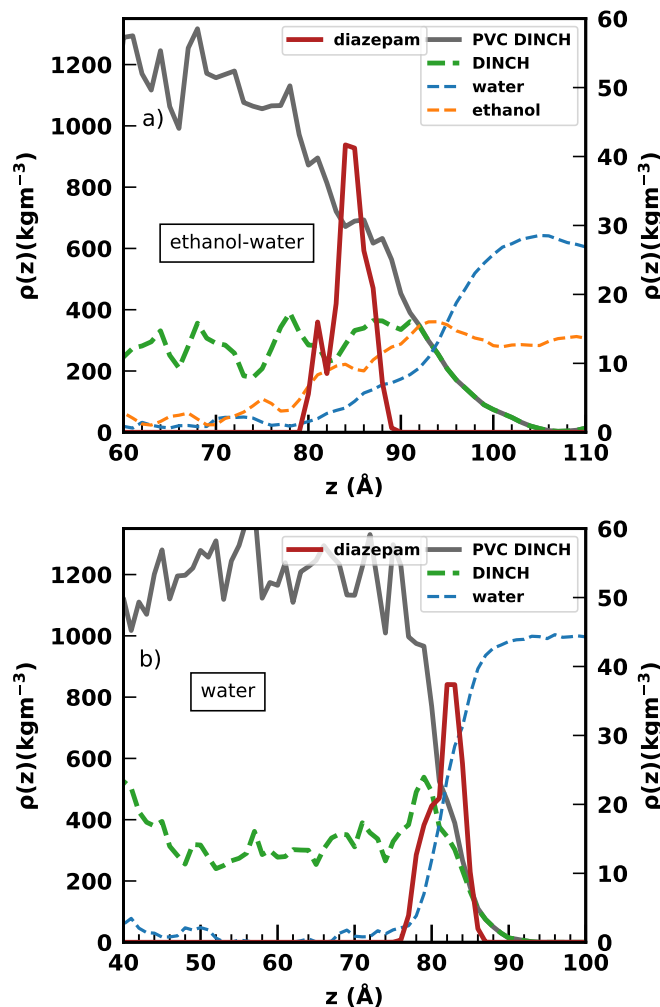 diazepam
PVC DINCH
DINCH
water
ethanol
a)
ethanol-water
1200
1000
800
600
400
200
0
60
50
40
30
20
10
0
60 70 80 90 100 110
ρ(z)(kgm⁻³)
ρ(z)(kgm⁻³)
z (Å)
diazepam
PVC DINCH
DINCH
water
b)
water
1200
1000
800
600
400
200
0
60
50
40
30
20
10
0
40 50 60 70 80 90 100
ρ(z)(kgm⁻³)
ρ(z)(kgm⁻³)
z (Å)